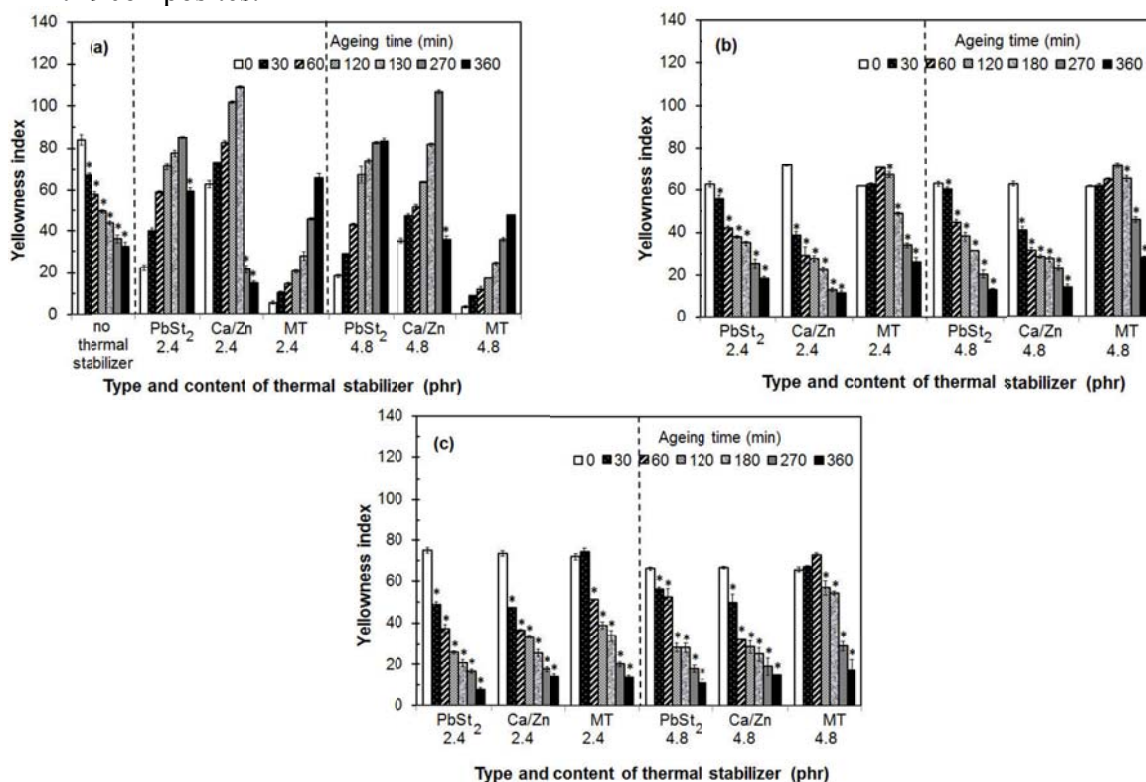 (a)
Ageing time (min)
0 30 60 120 180 270 360
Yellowness index
140
120
100
80
60
40
20
0
no thermal stabilizer
PbSt2 2.4
Ca/Zn 2.4
MT 2.4
PbSt2 4.8
Ca/Zn 4.8
MT 4.8
Type and content of thermal stabilizer (phr)
(b)
Ageing time (min)
0 30 60 120 180 270 360
Yellowness index
140
120
100
80
60
40
20
0
PbSt2 2.4
Ca/Zn 2.4
MT 2.4
PbSt2 4.8
Ca/Zn 4.8
MT 4.8
Type and content of thermal stabilizer (phr)
(c)
Ageing time (min)
0 30 60 120 180 270 360
Yellowness index
140
120
100
80
60
40
20
0
PbSt2 2.4
Ca/Zn 2.4
MT 2.4
PbSt2 4.8
Ca/Zn 4.8
MT 4.8
Type and content of thermal stabilizer (phr)